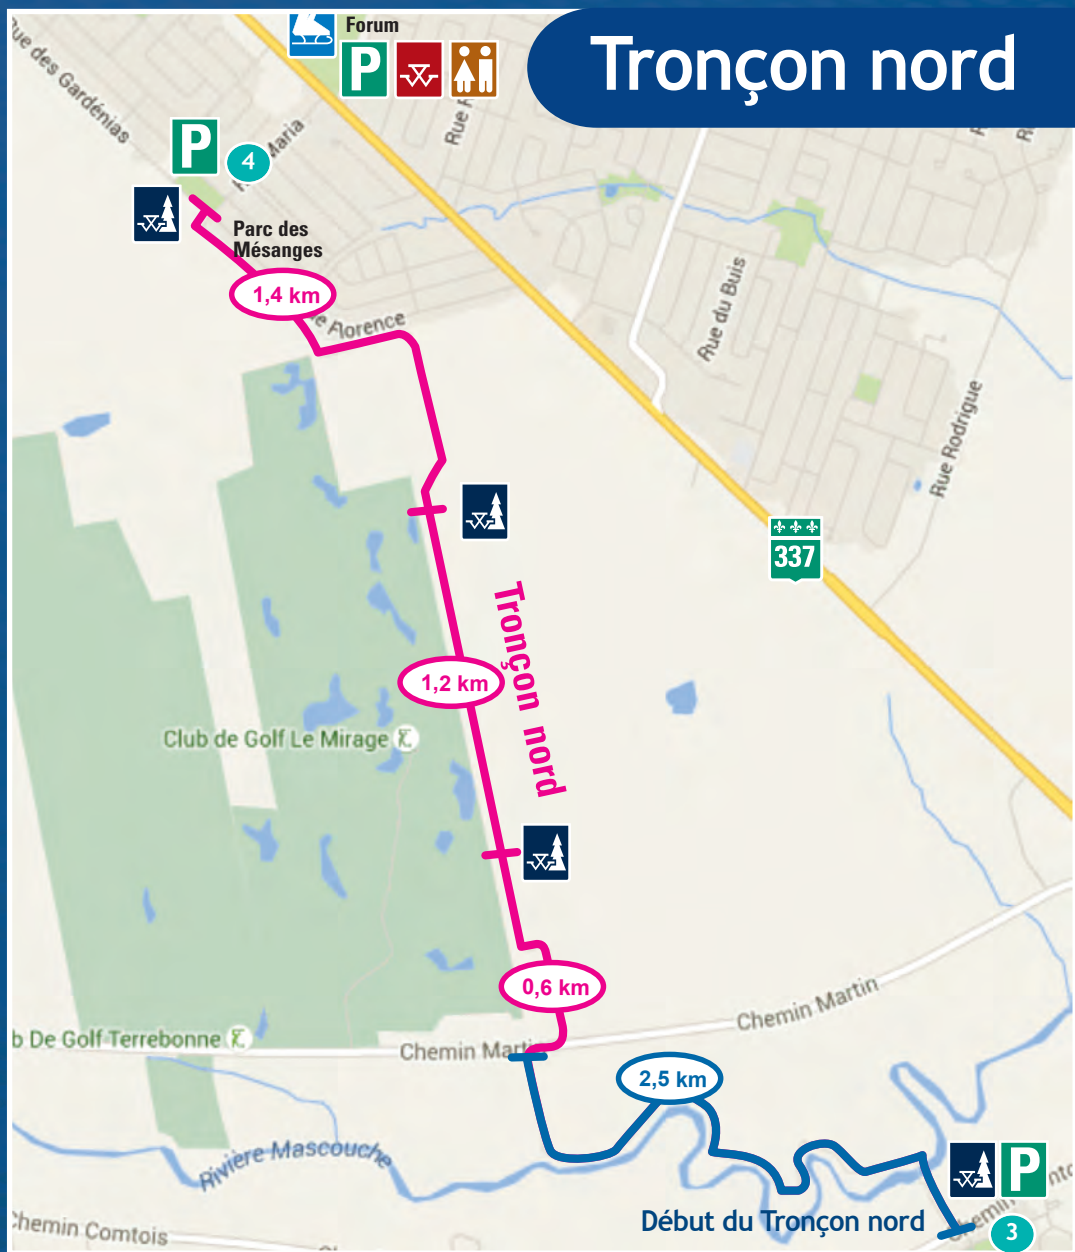 Tronçon nord
Forum
P
Rue des Gardénias
P
4
Maria
Parc des
Mésanges
1,4 km
Florence
Rue du Buis
Rue Rodrigue
337
Tronçon nord
1,2 km
Club de Golf Le Mirage
0,6 km
Chemin Martin
b De Golf Terrebonne
Chemin Martin
2,5 km
Rivière Mascouche
P
Début du Tronçon nord
3
Chemin
Chemin Comtois